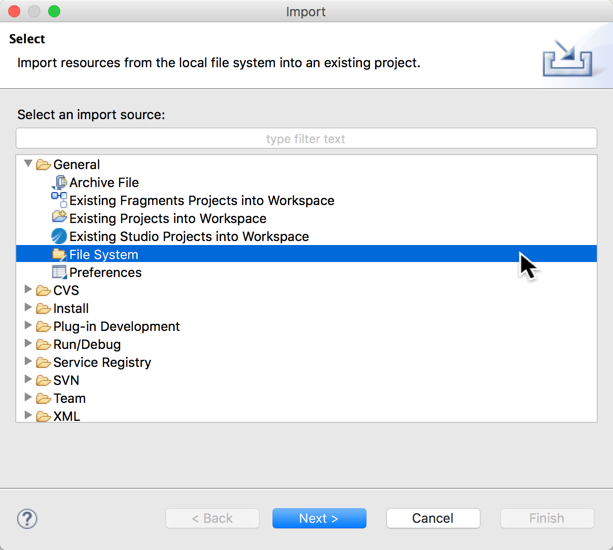 Import
Select
Import resources from the local file system into an existing project.
Select an import source:
type filter text
General
Archive File
Existing Fragments Projects into Workspace
Existing Projects into Workspace
Existing Studio Projects into Workspace
File System
Preferences
CVS
Install
Plug-in Development
Run/Debug
Service Registry
SVN
Team
XML
? < Back Next > Cancel Finish